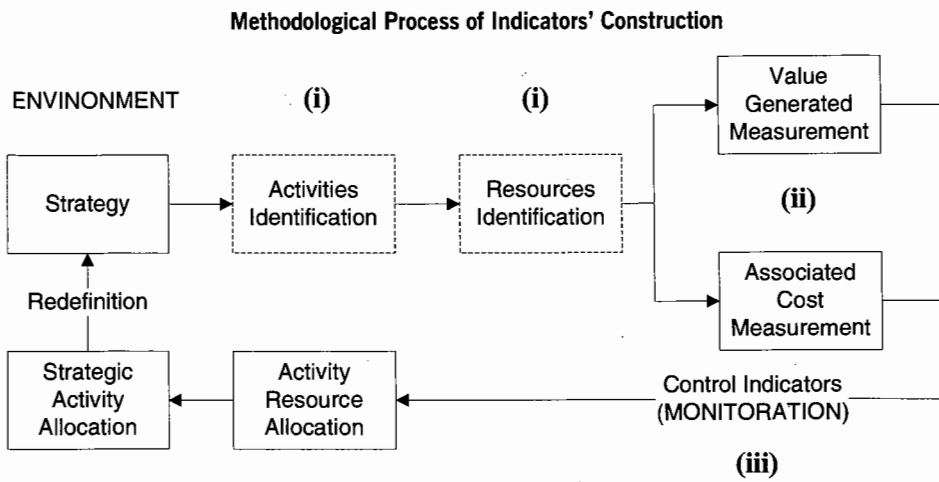 Methodological Process of Indicators' Construction
ENVINONMENT
(i)
(i)
Strategy
Activities
Identification
Resources
Identification
Value
Generated
Measurement
(ii)
Associated
Cost
Measurement
Redefinition
Strategic
Activity
Allocation
Activity
Resource
Allocation
Control Indicators
(MONITORATION)
(iii)